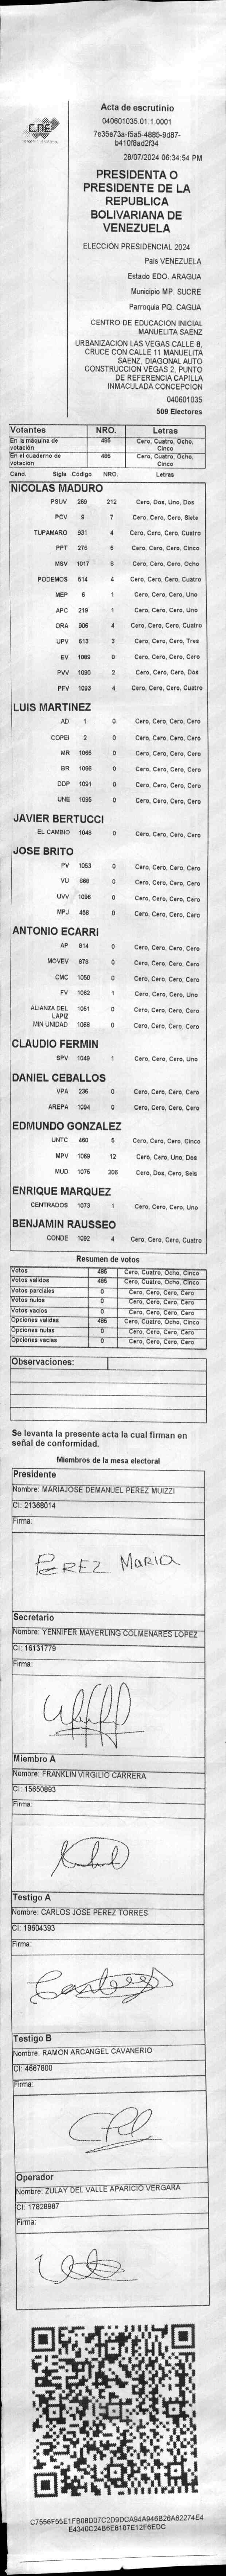 CNE
Acta de escrutinio
040601035.01.1.0001
7e35e73a-f5a5-4885-9d87-
b410f8ad2f34
28/07/2024 06:34:54 PM
PRESIDENTA O
PRESIDENTE DE LA
REPUBLICA
BOLIVARIANA DE
VENEZUELA
ELECCIÓN PRESIDENCIAL 2024
País VENEZUELA
Estado EDO. ARAGUA
Municipio MP. SUCRE
Parroquia PQ. CAGUA
CENTRO DE EDUCACION INICIAL
MANUELITA SAENZ
URBANIZACION LAS VEGAS CALLE 8,
CRUCE CON CALLE 11 MANUELITA
SAENZ. DIAGONAL AUTO
CONSTRUCCION VEGAS 2, PUNTO
DE REFERENCIA CAPILLA
INMACULADA CONCEPCION
040601035
509 Electores
Votantes NRO. Letras
En la máquina de votación 485 Cero, Cuatro, Ocho, Cinco
En el cuaderno de votación 485 Cero, Cuatro, Ocho, Cinco
Cand. Sigla Código NRO. Letras
NICOLAS MADURO
PSUV 269 212 Cero, Dos, Uno, Dos
PCV 9 7 Cero, Cero, Cero, Siete
TUPAMARO 931 4 Cero, Cero, Cero, Cuatro
PPT 276 5 Cero, Cero, Cero, Cinco
MSV 1017 8 Cero, Cero, Cero, Ocho
PODEMOS 514 4 Cero, Cero, Cero, Cuatro
MEP 6 1 Cero, Cero, Cero, Uno
APC 219 1 Cero, Cero, Cero, Uno
ORA 906 4 Cero, Cero, Cero, Cuatro
UPV 613 3 Cero, Cero, Cero, Tres
EV 1089 0 Cero, Cero, Cero, Cero
PVV 1090 2 Cero, Cero, Cero, Dos
PFV 1093 4 Cero, Cero, Cero, Cuatro
LUIS MARTINEZ
AD 1 0 Cero, Cero, Cero, Cero
COPEI 2 0 Cero, Cero, Cero, Cero
MR 1065 0 Cero, Cero, Cero, Cero
BR 1066 0 Cero, Cero, Cero, Cero
DDP 1091 0 Cero, Cero, Cero, Cero
UNE 1095 0 Cero, Cero, Cero, Cero
JAVIER BERTUCCI
EL CAMBIO 1048 0 Cero, Cero, Cero, Cero
JOSE BRITO
PV 1053 0 Cero, Cero, Cero, Cero
VU 868 0 Cero, Cero, Cero, Cero
UVV 1096 0 Cero, Cero, Cero, Cero
MPJ 458 0 Cero, Cero, Cero, Cero
ANTONIO ECARRI
AP 814 0 Cero, Cero, Cero, Cero
MOVEV 878 0 Cero, Cero, Cero, Cero
CMC 1050 0 Cero, Cero, Cero, Cero
FV 1062 1 Cero, Cero, Cero, Uno
ALIANZA DEL LAPIZ 1051 0 Cero, Cero, Cero, Cero
MIN UNIDAD 1068 0 Cero, Cero, Cero, Cero
CLAUDIO FERMIN
SPV 1049 1 Cero, Cero, Cero, Uno
DANIEL CEBALLOS
VPA 236 0 Cero, Cero, Cero, Cero
AREPA 1094 0 Cero, Cero, Cero, Cero
EDMUNDO GONZALEZ
UNTC 460 5 Cero, Cero, Cero, Cinco
MPV 1069 12 Cero, Cero, Uno, Dos
MUD 1075 206 Cero, Dos, Cero, Seis
ENRIQUE MARQUEZ
CENTRADOS 1073 1 Cero, Cero, Cero, Uno
BENJAMIN RAUSSEO
CONDE 1092 4 Cero, Cero, Cero, Cuatro
Resumen de votos
Votos 485 Cero, Cuatro, Ocho, Cinco
Votos validos 485 Cero, Cuatro, Ocho, Cinco
Votos parciales 0 Cero, Cero, Cero, Cero
Votos nulos 0 Cero, Cero, Cero, Cero
Votos vacios 0 Cero, Cero, Cero, Cero
Opciones validas 485 Cero, Cuatro, Ocho, Cinco
Opciones nulas 0 Cero, Cero, Cero, Cero
Opciones vacias 0 Cero, Cero, Cero, Cero
Observaciones:
Se levanta la presente acta la cual firman en
señal de conformidad.
Miembros de la mesa electoral
Presidente
Nombre: MARIAJOSE DEMANUEL PEREZ MUIZZI
CI: 21368014
Firma:
PEREZ MARIA
Secretario
Nombre: YENNIFER MAYERLING COLMENARES LOPEZ
CI: 16131779
Firma:
Miembro A
Nombre: FRANKLIN VIRGILIO CARRERA
CI: 15650893
Firma:
Testigo A
Nombre: CARLOS JOSE PEREZ TORRES
CI: 19604393
Firma:
Testigo B
Nombre: RAMON ARCANGEL CAVANERIO
CI: 4667800
Firma:
Operador
Nombre: ZULAY DEL VALLE APARICIO VERGARA
CI: 17828987
Firma:
C7556F55E1FB08D07C2D9DCA94A946B26A62274E4
E4340C24B6E6107E12F6EDC